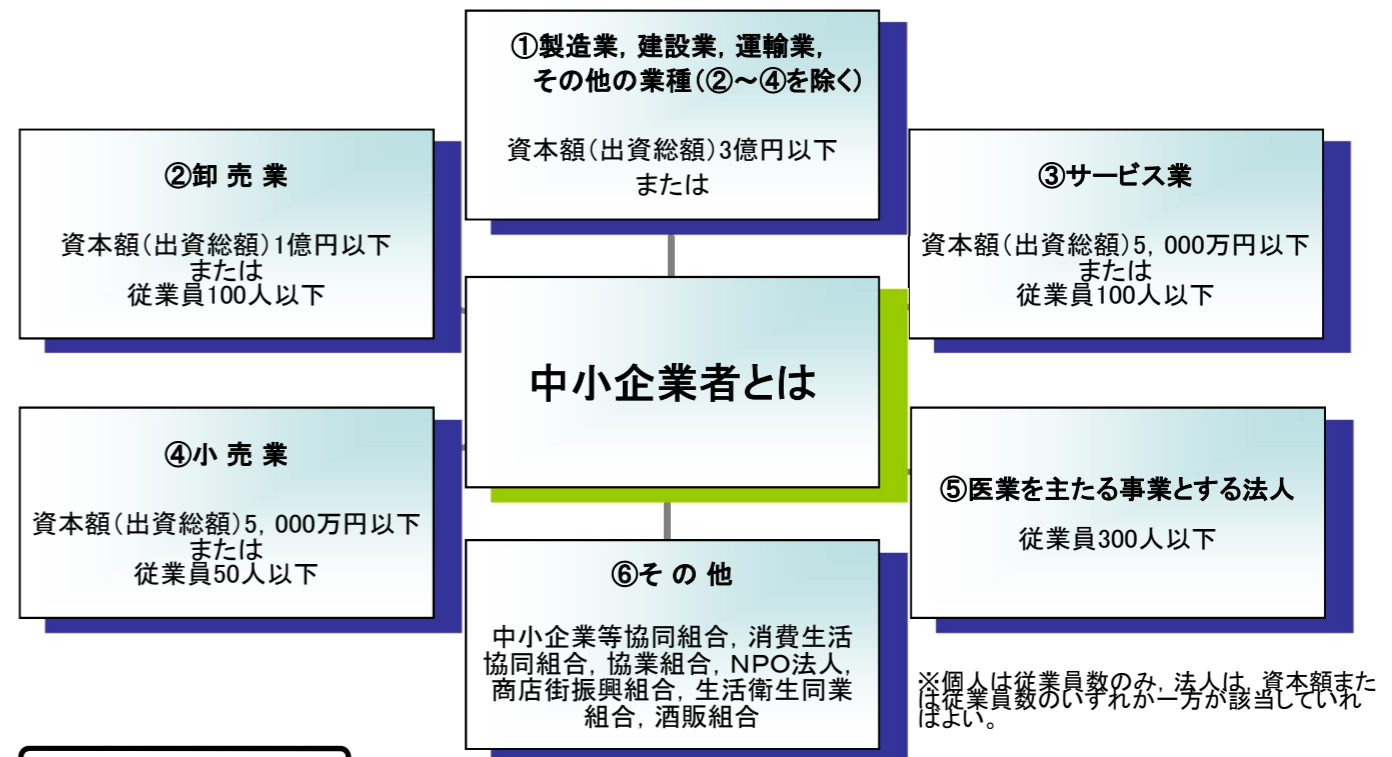 ①製造業，建設業，運輸業，
その他の業種（②～④を除く）
資本額（出資総額）3億円以下
または
②卸 売 業
資本額（出資総額）1億円以下
または
従業員100人以下
③サービス業
資本額（出資総額）5，000万円以下
または
従業員100人以下
中小企業者とは
④小 売 業
資本額（出資総額）5，000万円以下
または
従業員50人以下
⑤医業を主たる事業とする法人
従業員300人以下
⑥そ の 他
中小企業等協同組合，消費生活
協同組合，協業組合，NPO法人，
商店街振興組合，生活衛生同業
組合，酒販組合
※個人は従業員数のみ，法人は，資本額また
は従業員数のいずれか一方が該当していれ
ばよい。